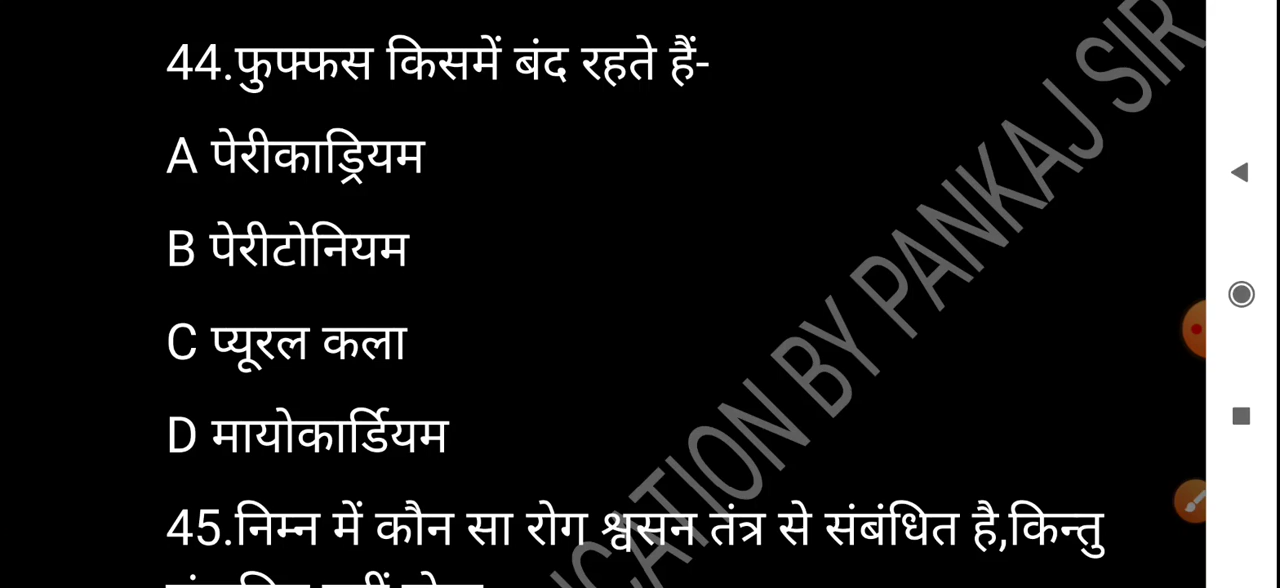 44.फुफ्फस किसमें बंद रहते हैं-
A पेरीकाड्रियम
B पेरीटोनियम
C प्यूरल कला
D मायोकार्डियम
45.निम्न में कौन सा रोग श्वसन तंत्र से संबंधित है,किन्तु
CATION BY PANKAJ SIR